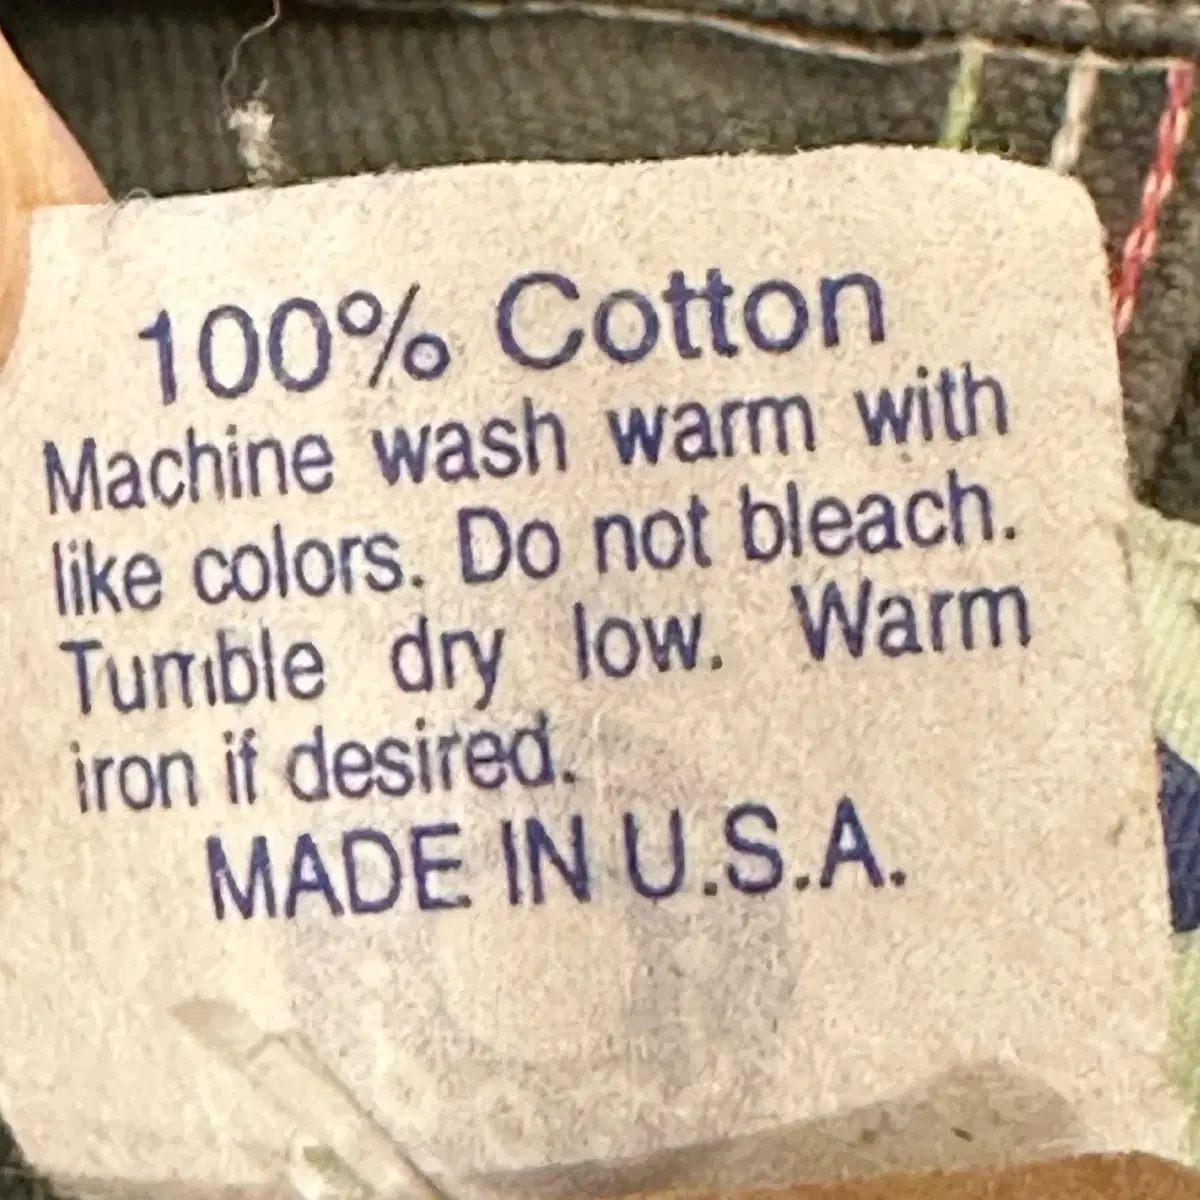 100% Cotton
Machine wash warm with
like colors. Do not bleach.
Tumble dry low. Warm
iron if desired.
MADE IN U.S.A.